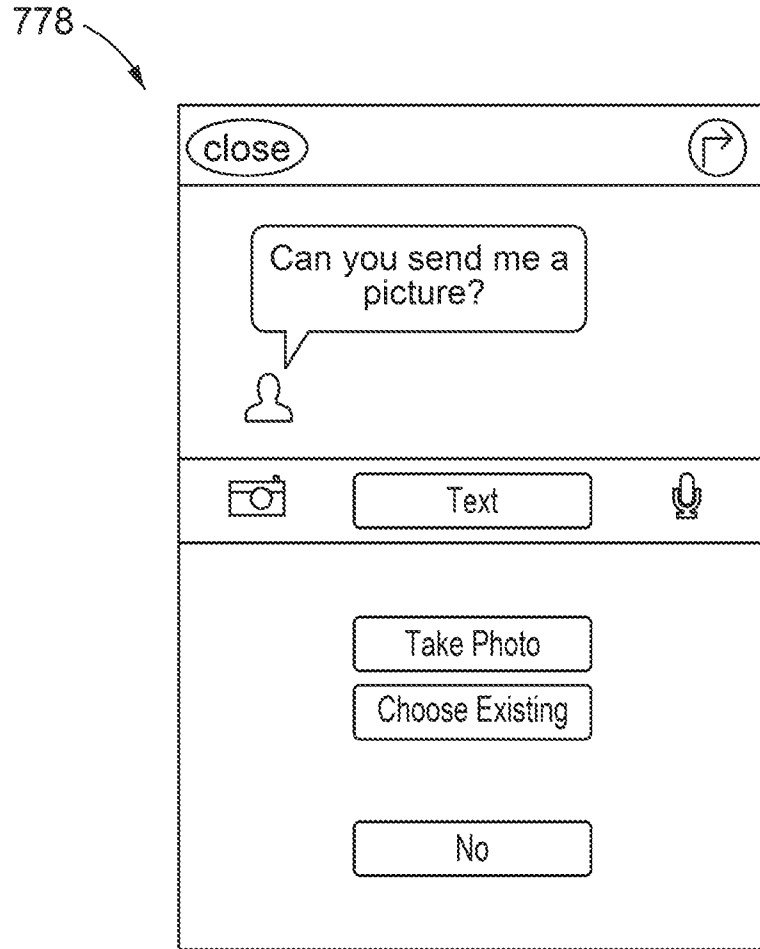 778
close
Can you send me a
picture?
Text
Take Photo
Choose Existing
No